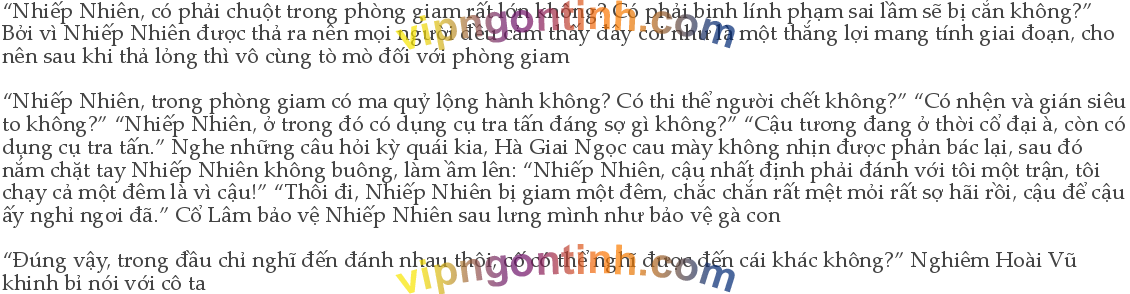 “Nhiếp Nhiên, có phải chuột trong phòng giam rất lớn không? Có phải binh lính phạm sai lầm sẽ bị cắn không?”
Bởi vì Nhiếp Nhiên được thả ra nên mọi người đều cảm thấy đây coi như là một thắng lợi mang tính giai đoạn, cho
nên sau khi thả lỏng thì vô cùng tò mò đối với phòng giam
“Nhiếp Nhiên, trong phòng giam có ma quỷ lộng hành không? Có thi thể người chết không?” “Có nhện và gián siêu
to không?” “Nhiếp Nhiên, ở trong đó có dụng cụ tra tấn đáng sợ gì không?” “Cậu tương đang ở thời cổ đại à, còn có
dụng cụ tra tấn.” Nghe những câu hỏi kỳ quái kia, Hà Giai Ngọc cau mày không nhịn được phản bác lại, sau đó
nắm chặt tay Nhiếp Nhiên không buông, làm ầm lên: “Nhiếp Nhiên, cậu nhất định phải đánh với tôi một trận, tôi
chạy cả một đêm là vì cậu!” “Thôi đi, Nhiếp Nhiên bị giam một đêm, chắc chắn rất mệt mỏi rất sợ hãi rồi, cậu để cậu
ấy nghỉ ngơi đã.” Cổ Lâm bảo vệ Nhiếp Nhiên sau lưng mình như bảo vệ gà con
“Đúng vậy, trong đầu chỉ nghĩ đến đánh nhau thôi, cô có thể nghĩ được đến cái khác không?” Nghiêm Hoài Vũ
khinh bỉ nói với cô ta
vipngontinh.com
vipngontinh.com